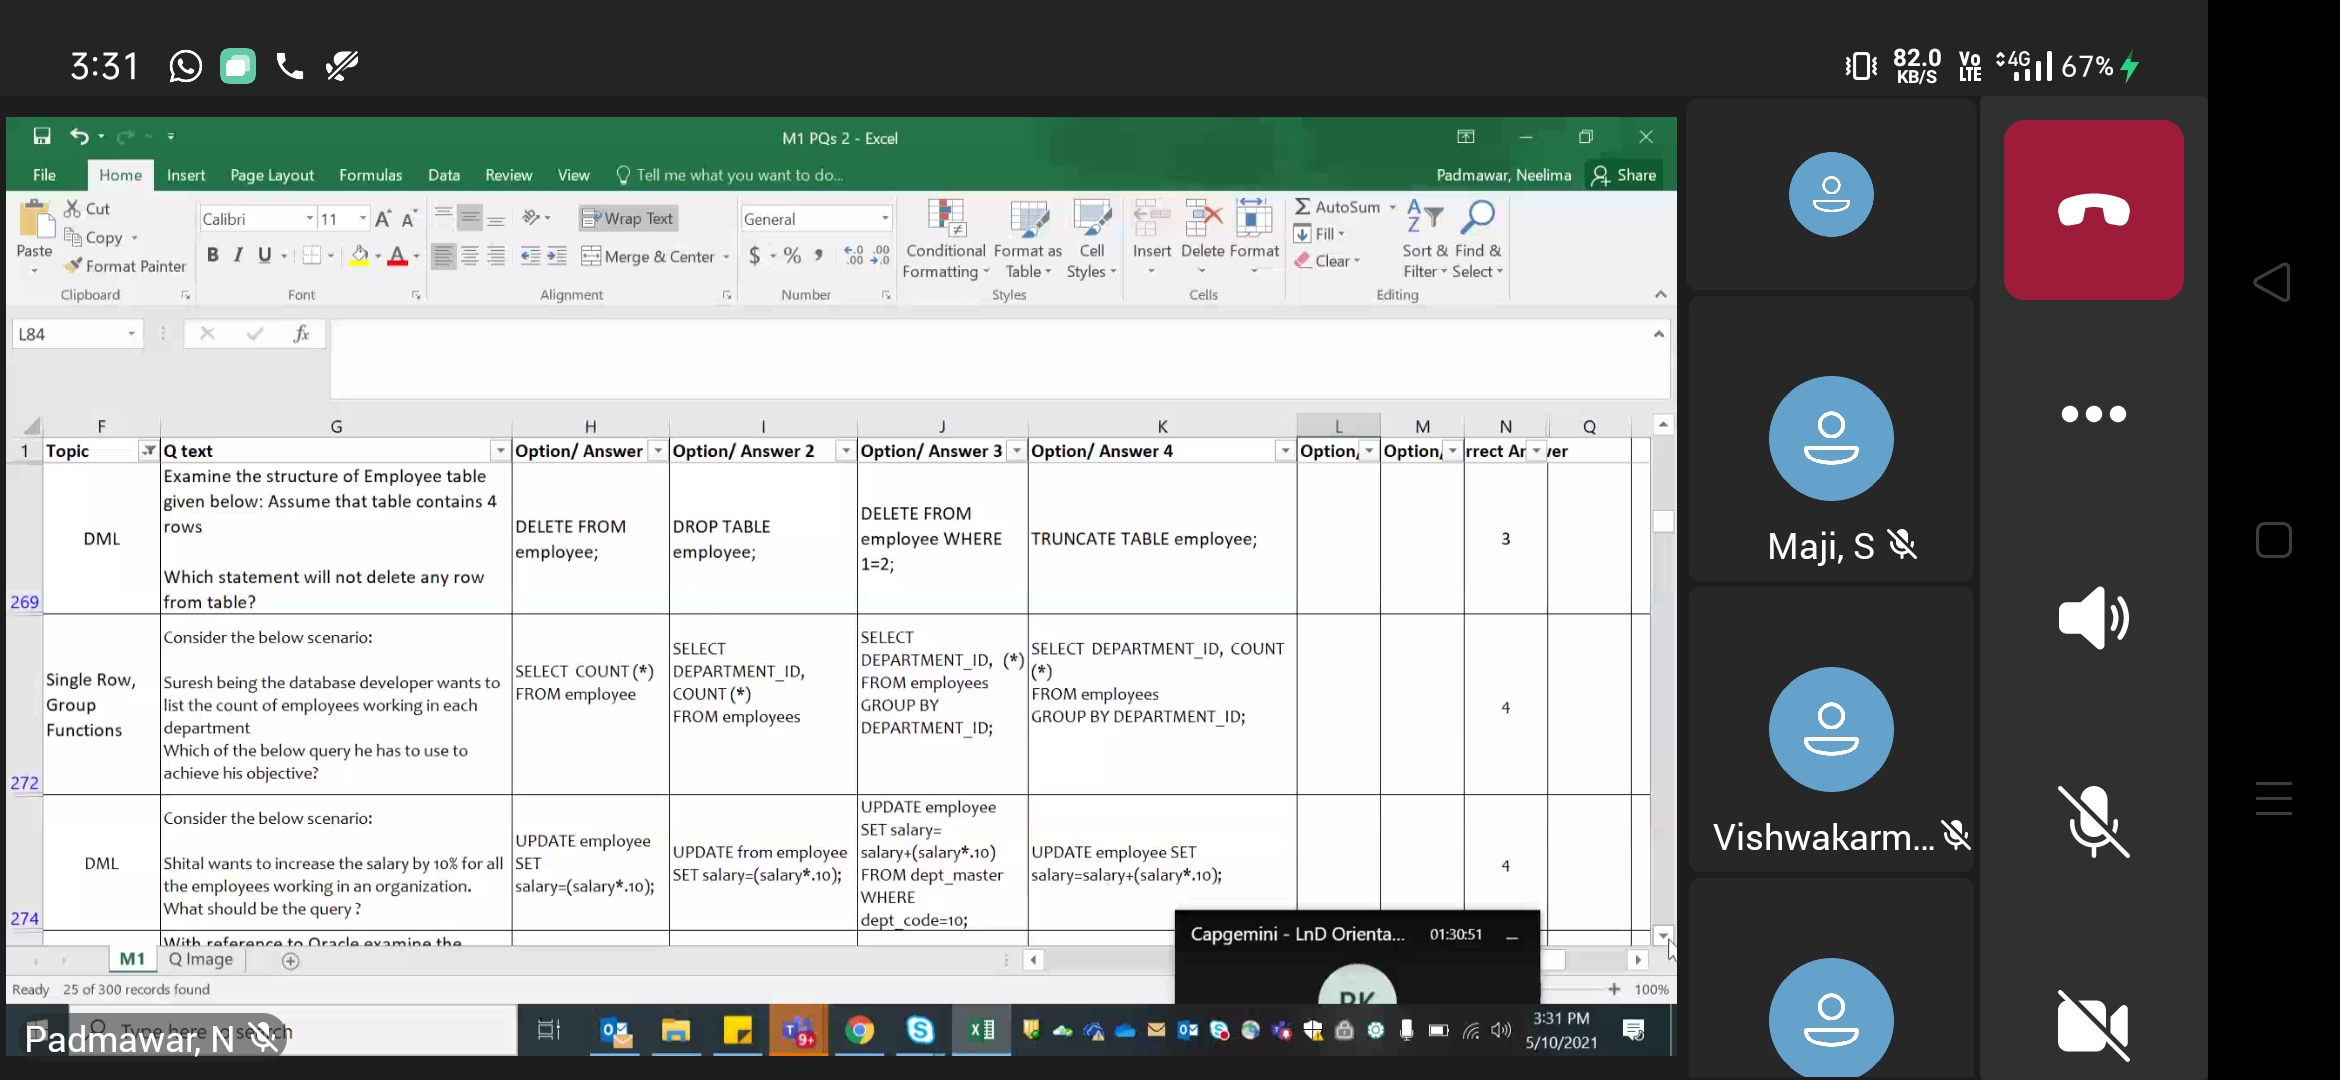 3:31
82.0 KB/S Vo LTE 4G 67%
M1 PQs 2 - Excel
File Home Insert Page Layout Formulas Data Review View Tell me what you want to do... Padmawar, Neelima Share
Cut
Copy
Format Painter
Paste
Clipboard
Calibri 11 A A
B I U A
Font
Wrap Text
Merge & Center
Alignment
General
$ % , .0 .00 .00 .0
Number
Conditional Formatting
Format as Table
Cell Styles
Styles
Insert Delete Format
Cells
AutoSum
Fill
Clear
Sort & Filter
Find & Select
Editing
L84 fx
F G H I J K L M N Q
1 Topic Q text Option/ Answer Option/ Answer 2 Option/ Answer 3 Option/ Answer 4 Option, Option, rrect Ar ver
269
DML
Examine the structure of Employee table
given below: Assume that table contains 4
rows
Which statement will not delete any row
from table?
DELETE FROM
employee;
DROP TABLE
employee;
DELETE FROM
employee WHERE
1=2;
TRUNCATE TABLE employee;
3
272
Single Row,
Group
Functions
Consider the below scenario:
Suresh being the database developer wants to
list the count of employees working in each
department
Which of the below query he has to use to
achieve his objective?
SELECT COUNT(*)
FROM employee
SELECT
DEPARTMENT_ID,
COUNT(*)
FROM employees
SELECT
DEPARTMENT_ID, (*)
FROM employees
GROUP BY
DEPARTMENT_ID;
SELECT DEPARTMENT_ID, COUNT
(*)
FROM employees
GROUP BY DEPARTMENT_ID;
4
274
DML
Consider the below scenario:
Shital wants to increase the salary by 10% for all
the employees working in an organization.
What should be the query ?
UPDATE employee
SET
salary=(salary*.10);
UPDATE from employee
SET salary=(salary*.10);
UPDATE employee
SET salary=
salary+(salary*.10)
FROM dept_master
WHERE
dept_code=10;
UPDATE employee SET
salary=salary+(salary*.10);
4
With reference to Oracle examine the
Capgemini - LnD Orienta... 01:30:51
M1 Q Image
Ready 25 of 300 records found
100%
Type here to search
Padmawar, N
9+
3:31 PM
5/10/2021
Maji, S
Vishwakarm...